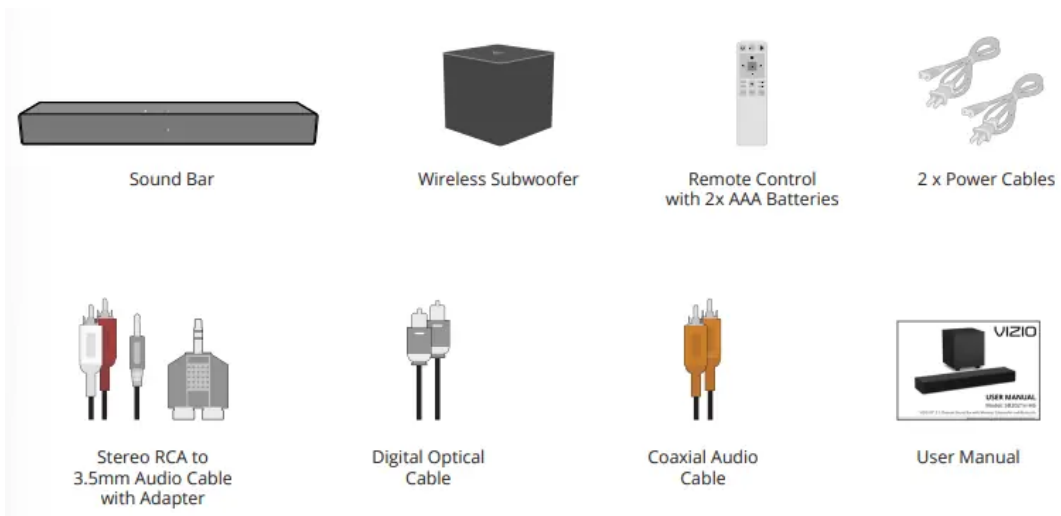 Sound Bar
Wireless Subwoofer
Remote Control
with 2x AAA Batteries
2 x Power Cables
Stereo RCA to
3.5mm Audio Cable
with Adapter
Digital Optical
Cable
Coaxial Audio
Cable
VIZIO
USER MANUAL
User Manual